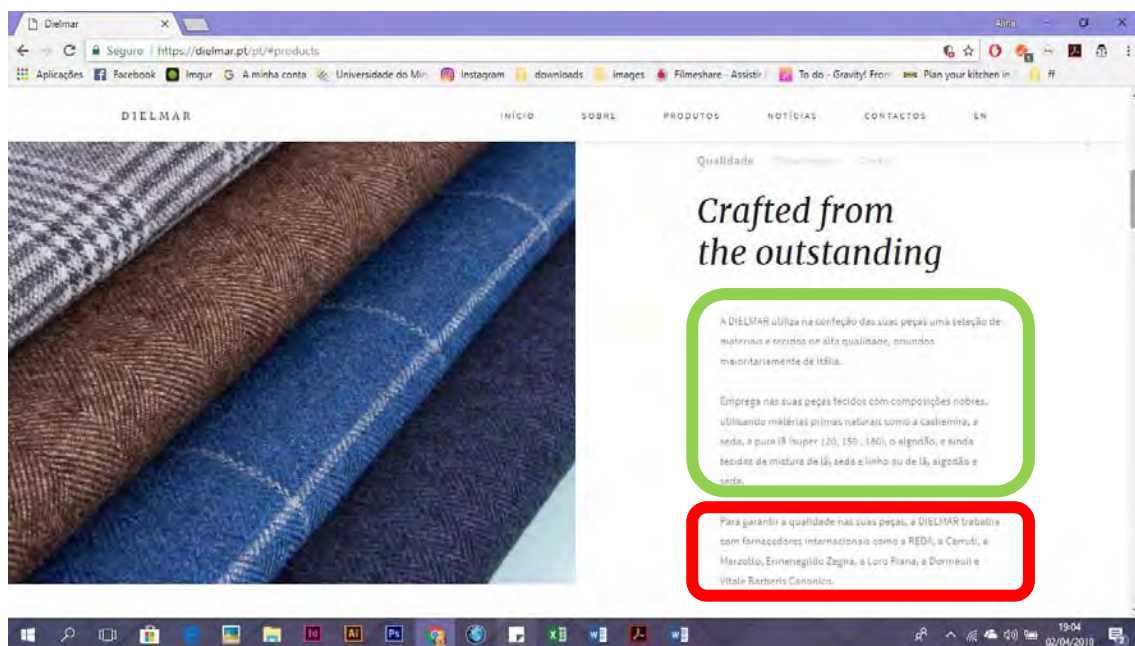 Dielmar
Alina
Seguro | https://dielmar.pt/pt/#products
Aplicações Facebook Imgur A minha conta Universidade do Min Instagram downloads images Filmeshare - Assistir To do - Gravity! From Plan your kitchen in ff
DIELMAR INÍCIO SOBRE PRODUTOS NOTÍCIAS CONTACTOS EN
Qualidade
Crafted from
the outstanding
A DIELMAR utiliza na confeção das suas peças uma seleção de
materiais e tecidos de alta qualidade, oriundos
maioritariamente de Itália.
Emprega nas suas peças tecidos com composições nobres,
utilizando matérias primas naturais como a cashemira, a
seda, a pura lã (super 120, 150, 180), o algodão, e ainda
tecidos de mistura de lã, seda e linho ou de lã, algodão e
seda.
Para garantir a qualidade nas suas peças, a DIELMAR trabalha
com fornecedores internacionais como a REDA, a Cerruti, a
Marzotto, Ermenegildo Zegna, a Loro Piana, a Dormeuil e
Vitale Barberis Canonico.
19:04
02/04/2018